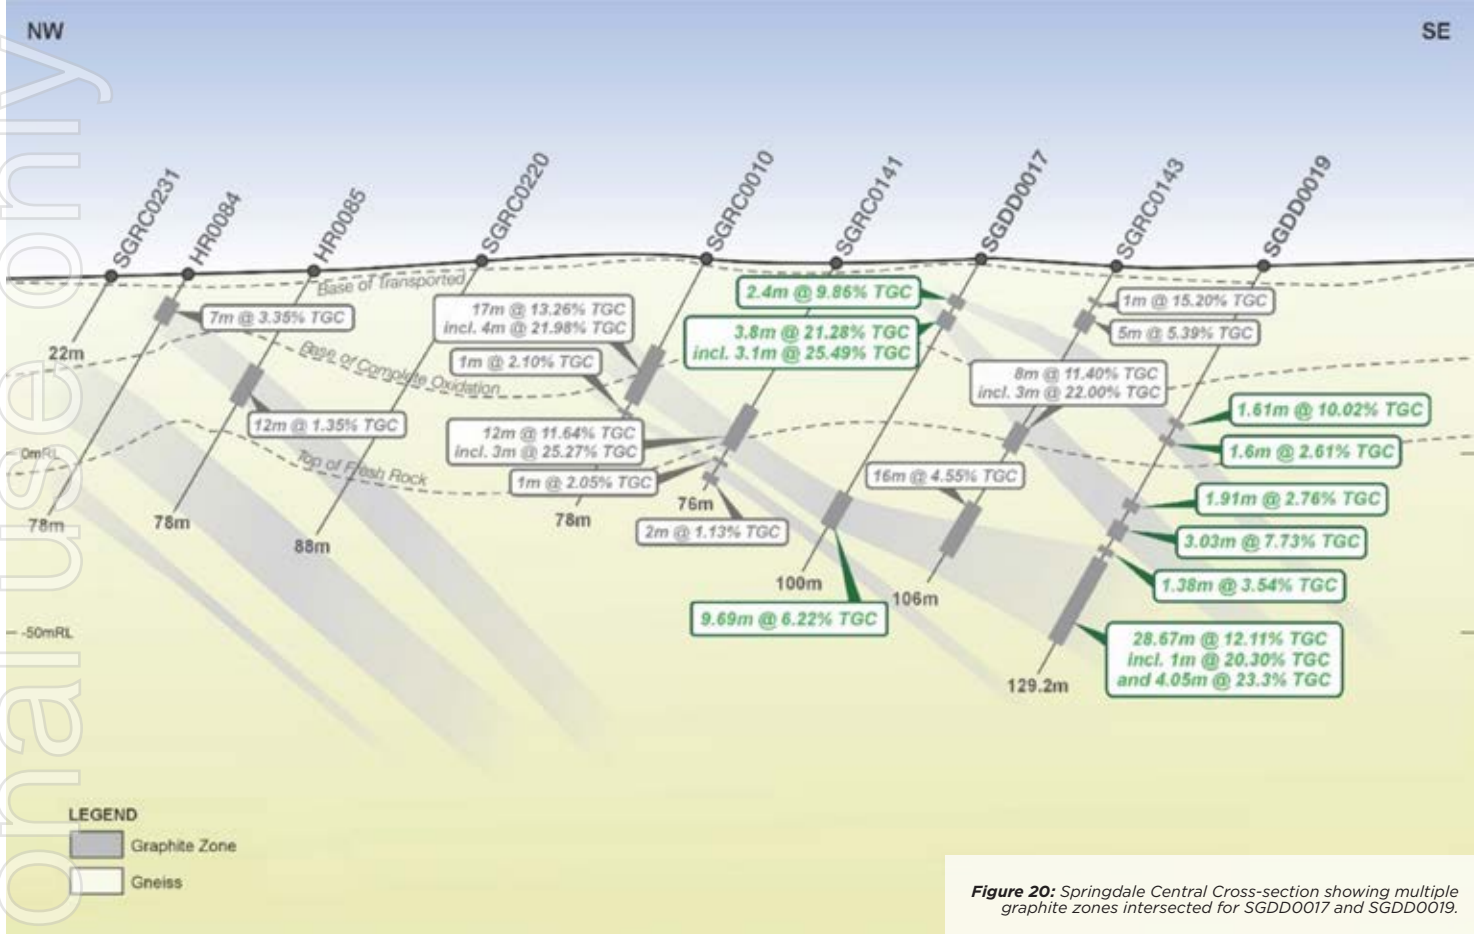 NW
SE
SGRC0231
HR0084
HR0085
SGRC0220
SGRC0010
SGRC0141
SGDD0017
SGRC0143
SGDD0019
Base of Transported
7m @ 3.35% TGC
17m @ 13.26% TGC
incl. 4m @ 21.98% TGC
2.4m @ 9.86% TGC
3.8m @ 21.28% TGC
incl. 3.1m @ 25.49% TGC
1m @ 15.20% TGC
5m @ 5.39% TGC
22m
Base of Complete Oxidation
1m @ 2.10% TGC
8m @ 11.40% TGC
incl. 3m @ 22.00% TGC
12m @ 1.35% TGC
12m @ 11.64% TGC
incl. 3m @ 25.27% TGC
1.61m @ 10.02% TGC
1.6m @ 2.61% TGC
0mRL
Top of Fresh Rock
1m @ 2.05% TGC
16m @ 4.55% TGC
1.91m @ 2.76% TGC
78m
78m
88m
78m
76m
2m @ 1.13% TGC
3.03m @ 7.73% TGC
1.38m @ 3.54% TGC
100m
106m
9.69m @ 6.22% TGC
-50mRL
28.67m @ 12.11% TGC
incl. 1m @ 20.30% TGC
and 4.05m @ 23.3% TGC
129.2m
LEGEND
Graphite Zone
Gneiss
Figure 20: Springdale Central Cross-section showing multiple
graphite zones intersected for SGDD0017 and SGDD0019.
onal use only